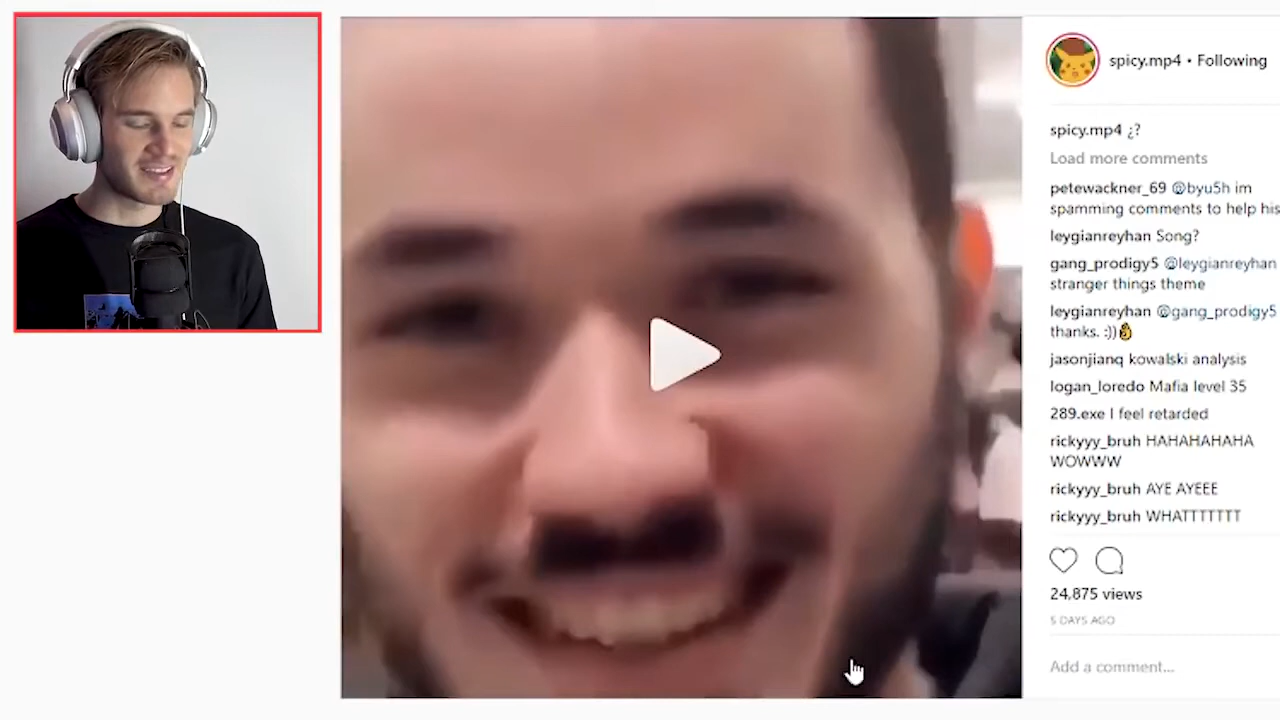 spicy.mp4 • Following
spicy.mp4 ¿?
Load more comments
petewackner_69 @byu5h im
spamming comments to help his
leygianreyhan Song?
gang_prodigy5 @leygianreyhan
stranger things theme
leygianreyhan @gang_prodigy5
thanks. :))👌
jasonjianq kowalski analysis
logan_loredo Mafia level 35
289.exe I feel retarded
rickyyy_bruh HAHAHAHAHA
WOWWW
rickyyy_bruh AYE AYEEE
rickyyy_bruh WHATTTTTTT
24,875 views
5 DAYS AGO
Add a comment...